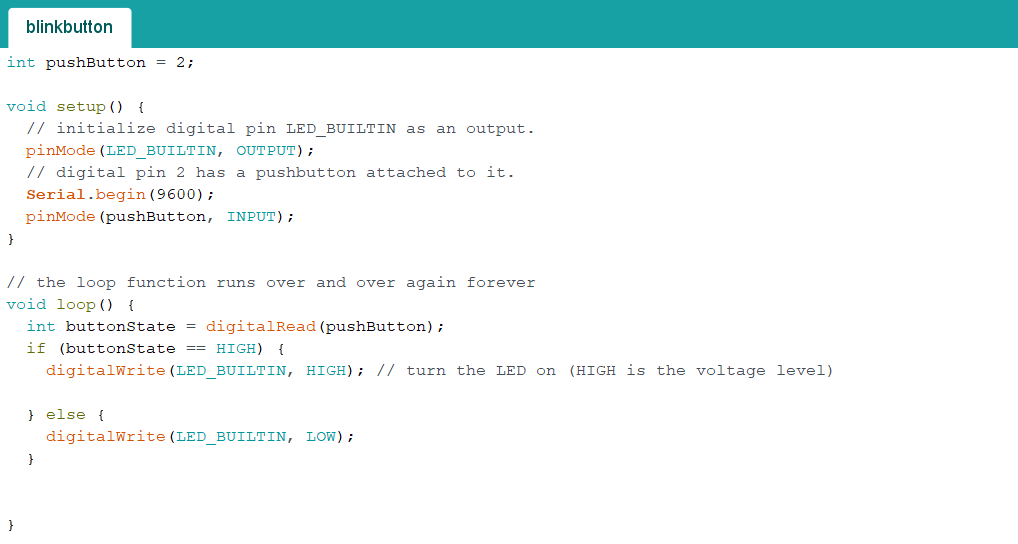 blinkbutton
int pushButton = 2;
void setup() {
  // initialize digital pin LED_BUILTIN as an output.
  pinMode(LED_BUILTIN, OUTPUT);
  // digital pin 2 has a pushbutton attached to it.
  Serial.begin(9600);
  pinMode(pushButton, INPUT);
}
// the loop function runs over and over again forever
void loop() {
  int buttonState = digitalRead(pushButton);
  if (buttonState == HIGH) {
    digitalWrite(LED_BUILTIN, HIGH); // turn the LED on (HIGH is the voltage level)
  } else {
    digitalWrite(LED_BUILTIN, LOW);
  }
}